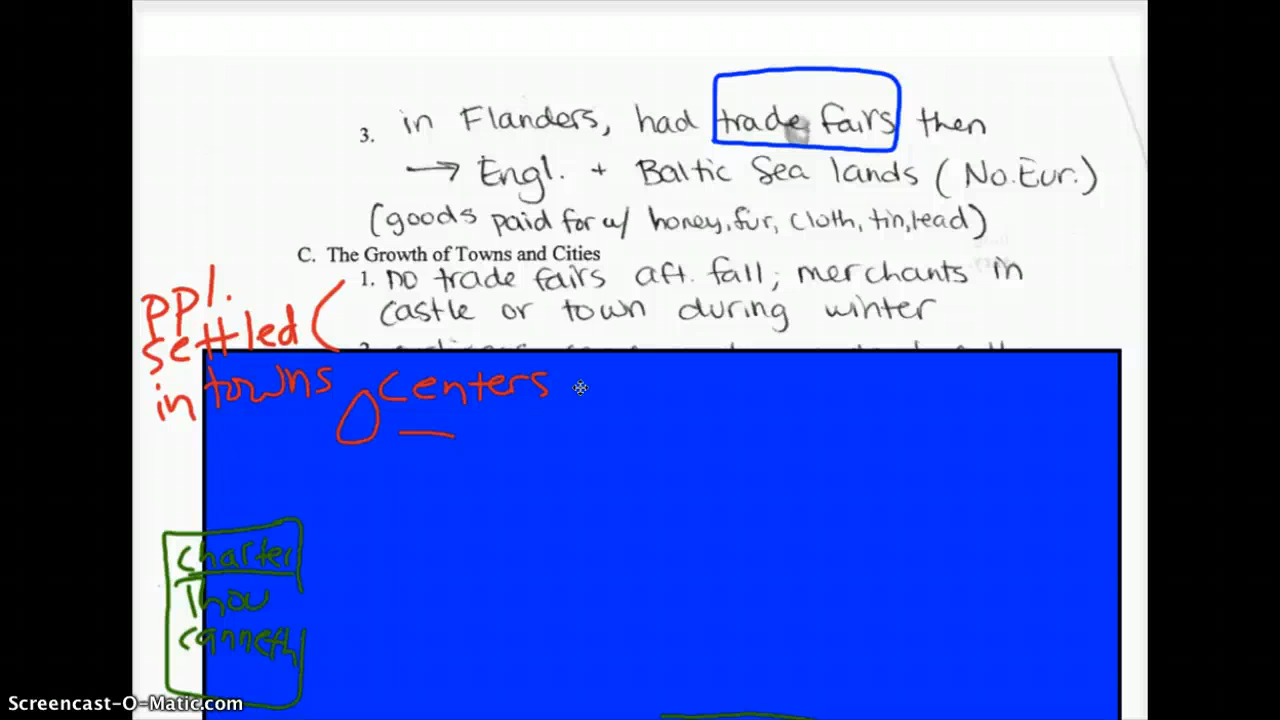 3. in Flanders, had trade fairs then
→ Engl. + Baltic Sea lands (No.Eur.)
(goods paid for w/ honey, fur, cloth, tin, lead)
C. The Growth of Towns and Cities
1. no trade fairs aft. fall; merchants in
castle or town during winter
ppl.
settled (
in towns centers
charter
Thou
canneth
Screencast-O-Matic.com